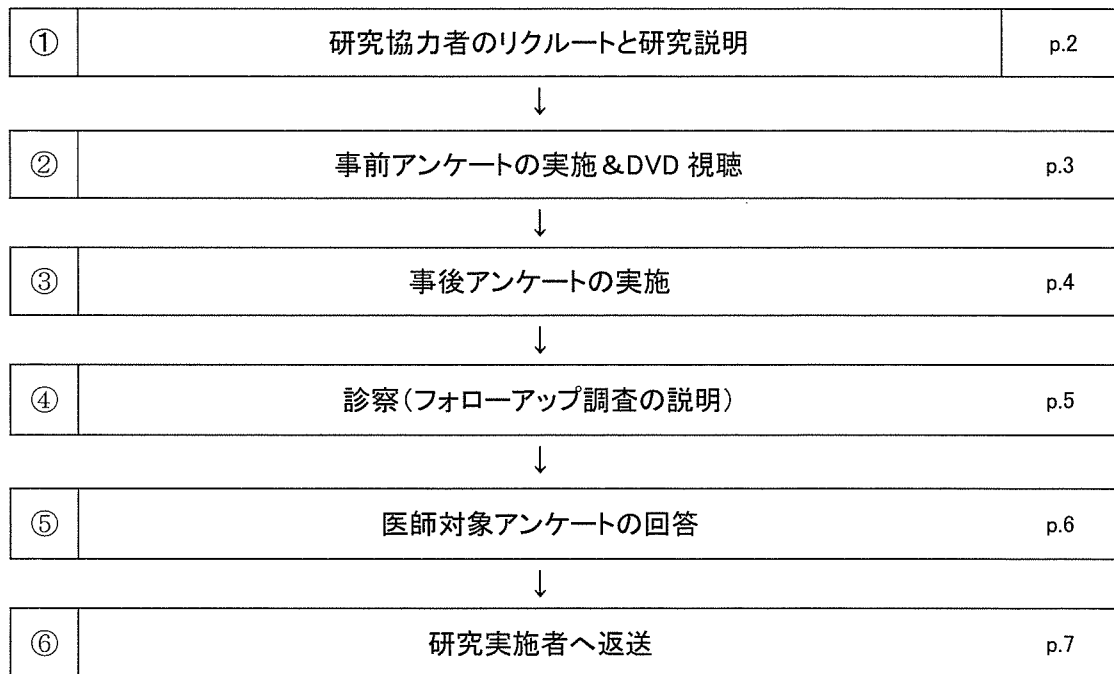 ① 研究協力者のリクルートと研究説明 p.2
↓
② 事前アンケートの実施&DVD 視聴 p.3
↓
③ 事後アンケートの実施 p.4
↓
④ 診察(フォローアップ調査の説明) p.5
↓
⑤ 医師対象アンケートの回答 p.6
↓
⑥ 研究実施者へ返送 p.7